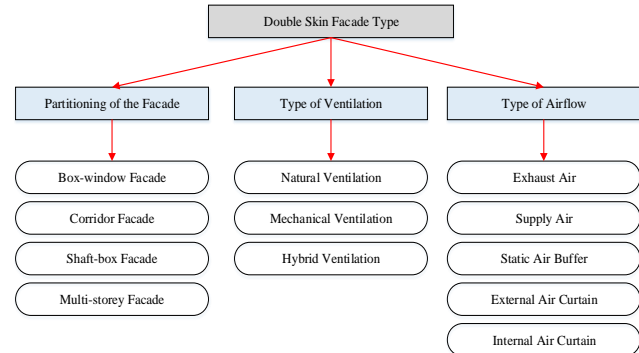 Double Skin Facade Type
Partitioning of the Facade
Type of Ventilation
Type of Airflow
Box-window Facade
Natural Ventilation
Exhaust Air
Corridor Facade
Mechanical Ventilation
Supply Air
Shaft-box Facade
Hybrid Ventilation
Static Air Buffer
Multi-storey Facade
External Air Curtain
Internal Air Curtain